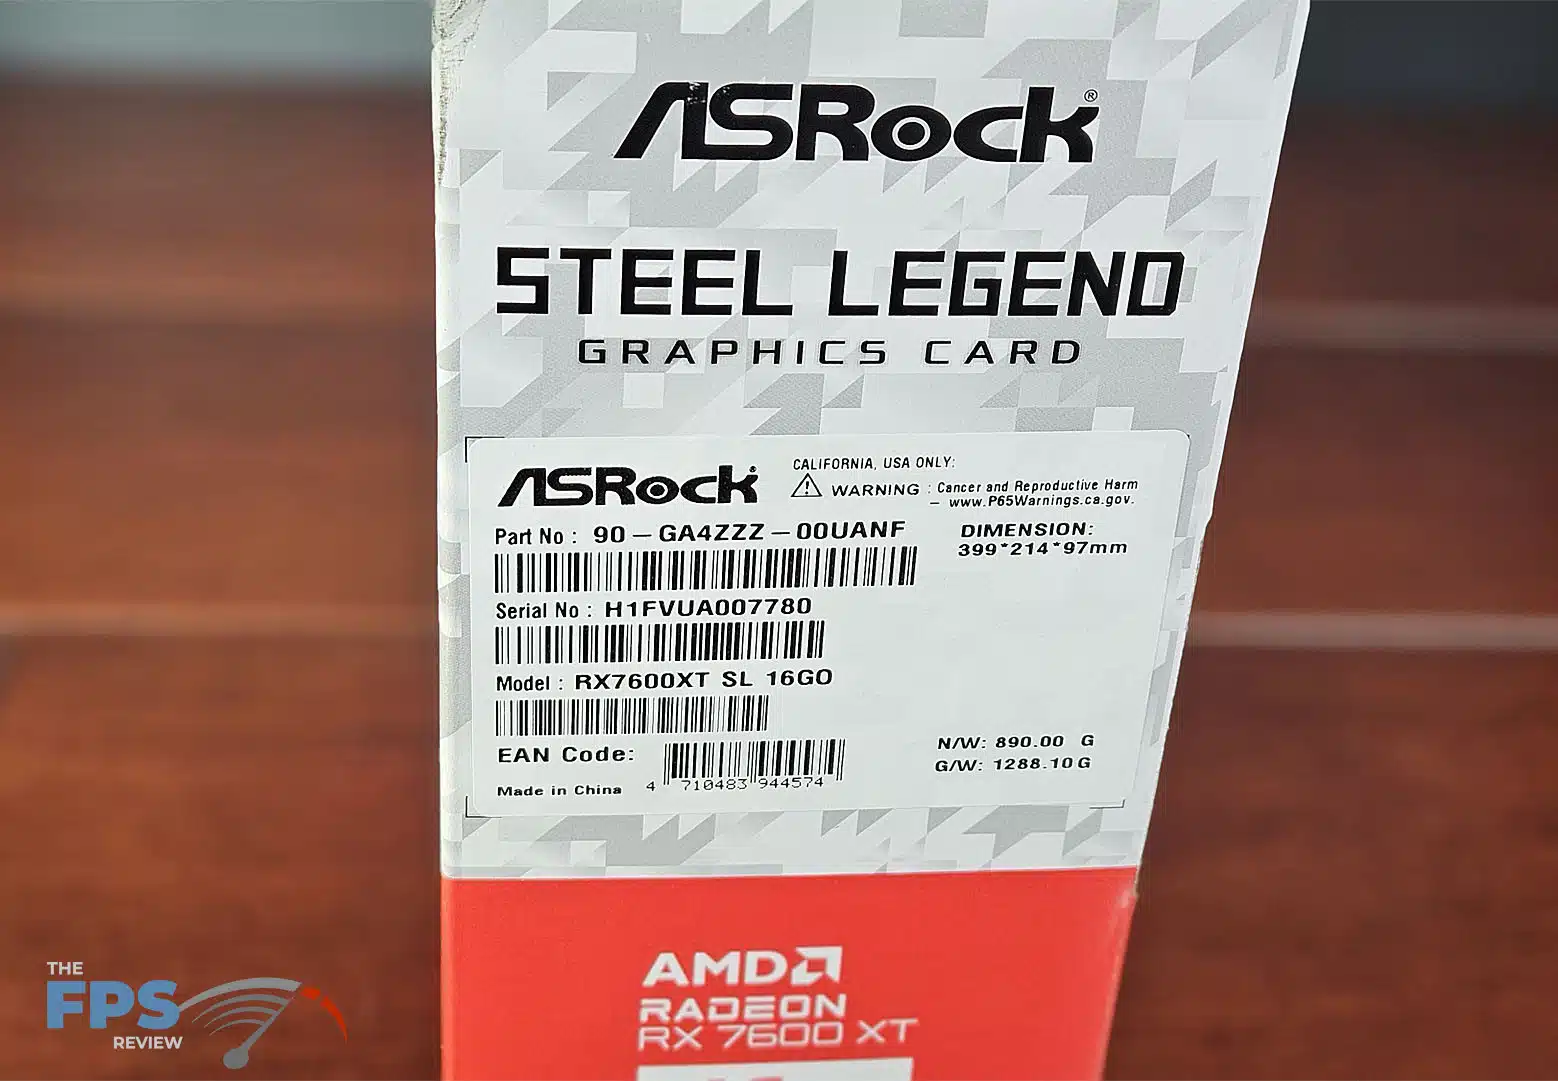 ASRock®
STEEL LEGEND
GRAPHICS CARD
ASRock
CALIFORNIA, USA ONLY:
WARNING : Cancer and Reproductive Harm
– www.P65Warnings.ca.gov.
Part No : 90-GA4ZZZ-00UANF
DIMENSION:
399*214*97mm
Serial No : H1FVUA007780
Model : RX7600XT SL 16GO
EAN Code:
4 710483 944574
Made in China
N/W: 890.00 G
G/W: 1288.10G
AMD
RADEON
RX 7600 XT
THE
FPS
REVIEW